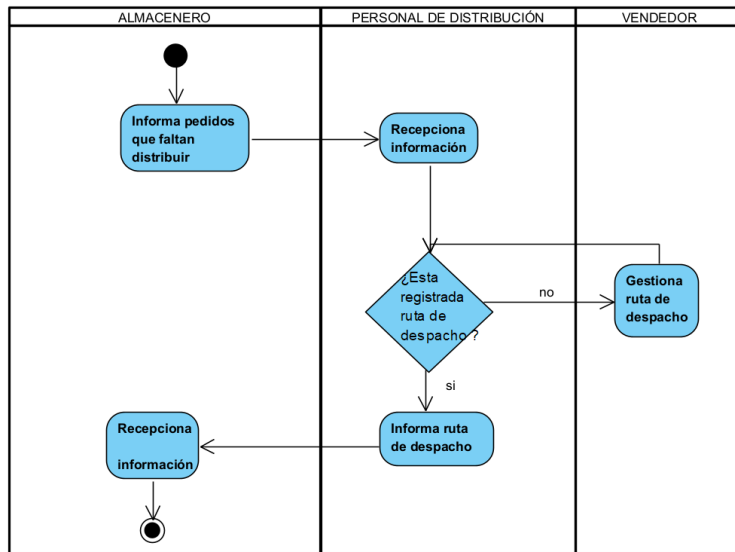 ALMACENERO
PERSONAL DE DISTRIBUCIÓN
VENDEDOR
Informa pedidos
que faltan
distribuir
Recepciona
información
¿Esta
registrada
ruta de
despacho ?
no
Gestiona
ruta de
despacho
si
Informa ruta
de despacho
Recepciona
información